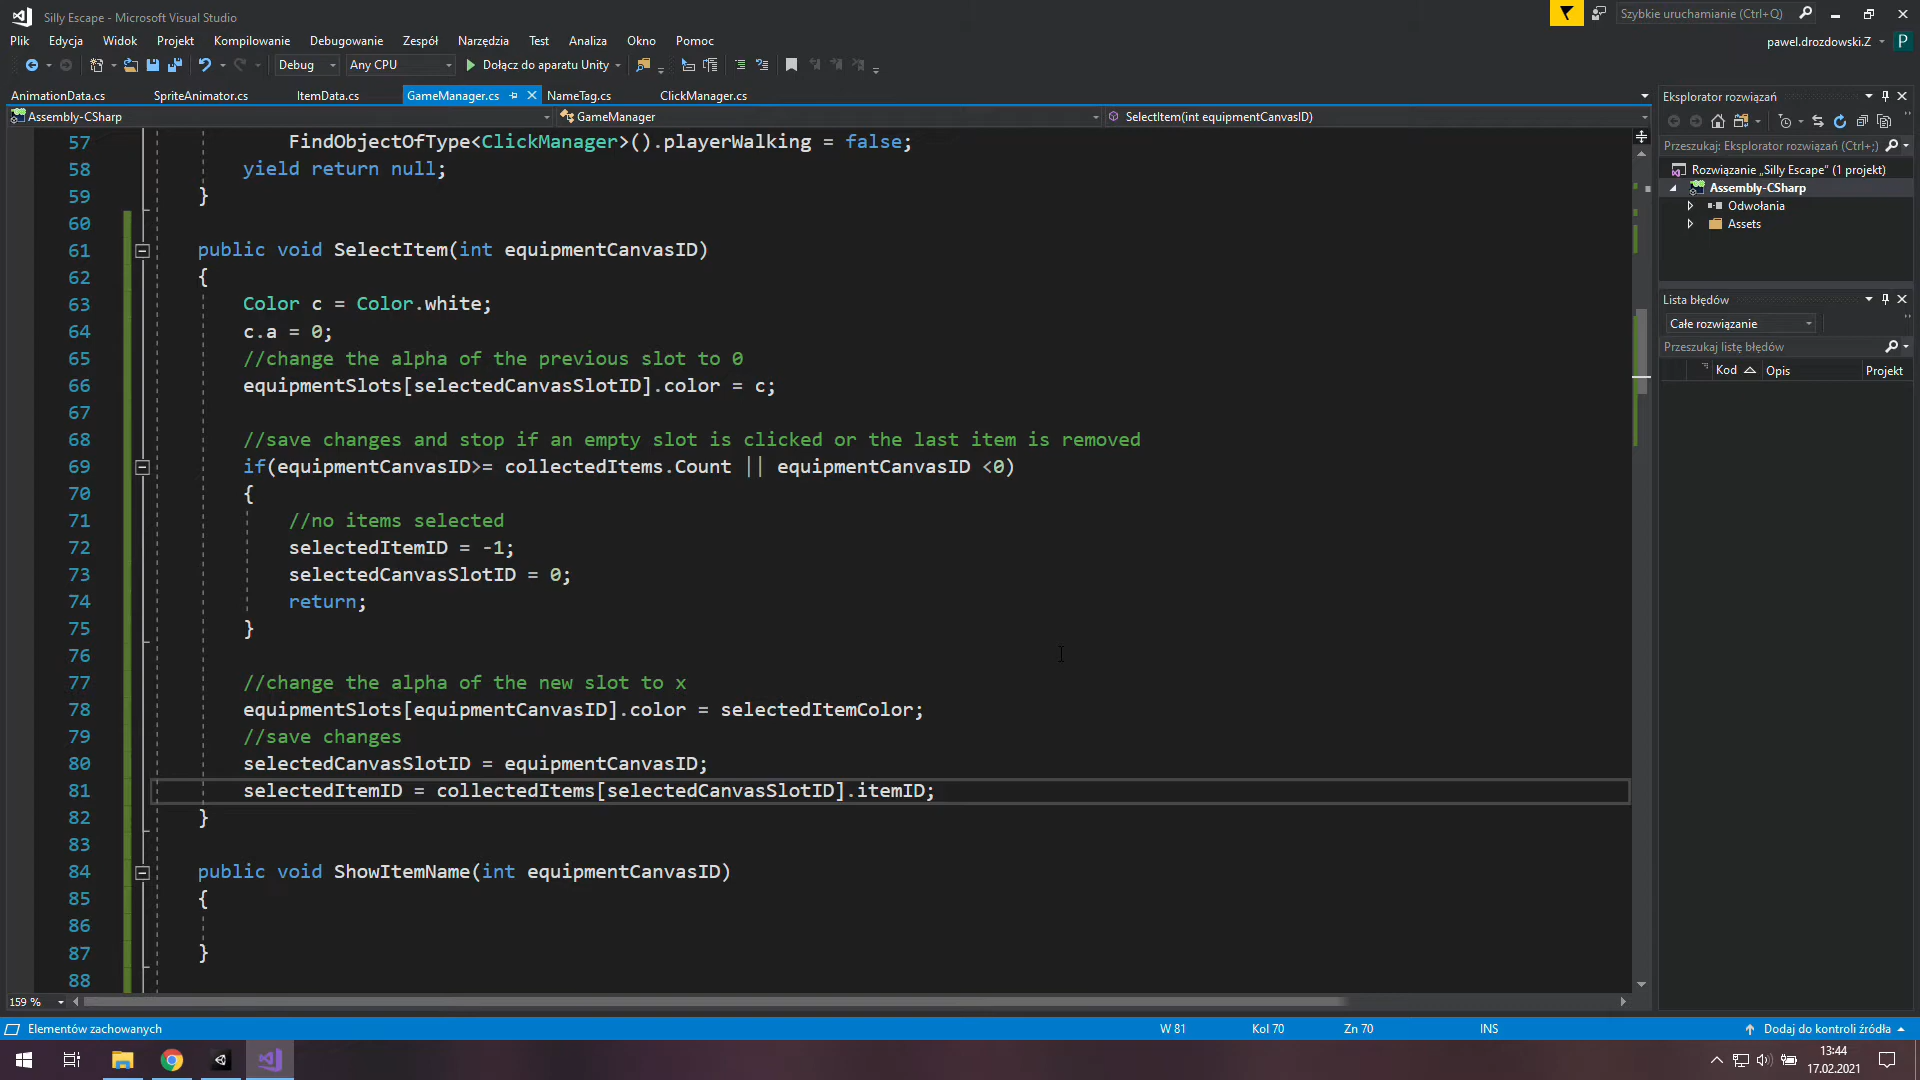 Silly Escape - Microsoft Visual Studio
Szybkie uruchamianie (Ctrl+Q)
Plik Edycja Widok Projekt Kompilowanie Debugowanie Zespół Narzędzia Test Analiza Okno Pomoc
pawel.drozdowski.Z P
Debug Any CPU Dołącz do aparatu Unity
AnimationData.cs SpriteAnimator.cs ItemData.cs GameManager.cs NameTag.cs ClickManager.cs
Assembly-CSharp GameManager SelectItem(int equipmentCanvasID)
57 FindObjectOfType<ClickManager>().playerWalking = false;
58 yield return null;
59 }
60
61 public void SelectItem(int equipmentCanvasID)
62 {
63 Color c = Color.white;
64 c.a = 0;
65 //change the alpha of the previous slot to 0
66 equipmentSlots[selectedCanvasSlotID].color = c;
67
68 //save changes and stop if an empty slot is clicked or the last item is removed
69 if(equipmentCanvasID>= collectedItems.Count || equipmentCanvasID <0)
70 {
71 //no items selected
72 selectedItemID = -1;
73 selectedCanvasSlotID = 0;
74 return;
75 }
76
77 //change the alpha of the new slot to x
78 equipmentSlots[equipmentCanvasID].color = selectedItemColor;
79 //save changes
80 selectedCanvasSlotID = equipmentCanvasID;
81 selectedItemID = collectedItems[selectedCanvasSlotID].itemID;
82 }
83
84 public void ShowItemName(int equipmentCanvasID)
85 {
86
87 }
88
159 %
Eksplorator rozwiązań
Przeszukaj: Eksplorator rozwiązań (Ctrl+;)
Rozwiązanie „Silly Escape” (1 projekt)
Assembly-CSharp
Odwołania
Assets
Lista błędów
Całe rozwiązanie
Przeszukaj listę błędów
Kod Opis Projekt
Elementów zachowanych W 81 Kol 70 Zn 70 INS Dodaj do kontroli źródła
13:44
17.02.2021